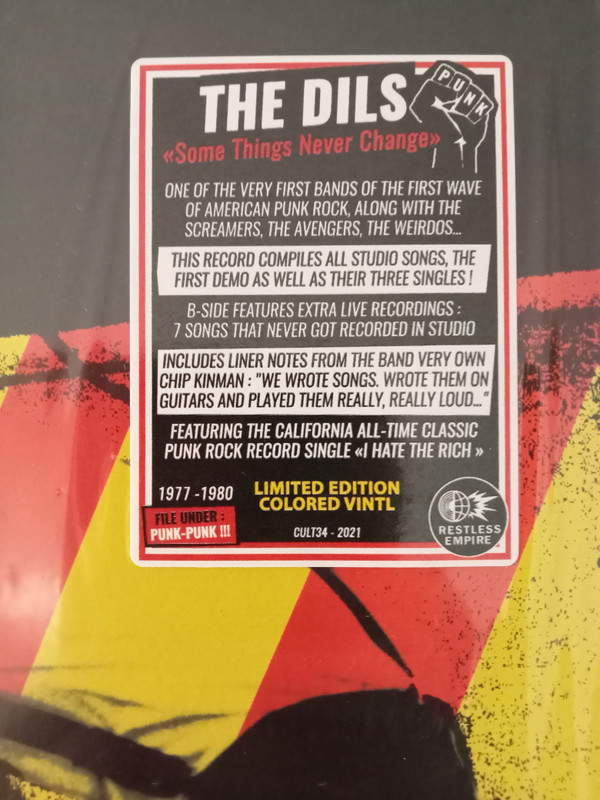 THE DILS
PUNK
«Some Things Never Change»
ONE OF THE VERY FIRST BANDS OF THE FIRST WAVE
OF AMERICAN PUNK ROCK, ALONG WITH THE
SCREAMERS, THE AVENGERS, THE WEIRDOS...
THIS RECORD COMPILES ALL STUDIO SONGS, THE
FIRST DEMO AS WELL AS THEIR THREE SINGLES !
B-SIDE FEATURES EXTRA LIVE RECORDINGS :
7 SONGS THAT NEVER GOT RECORDED IN STUDIO
INCLUDES LINER NOTES FROM THE BAND VERY OWN
CHIP KINMAN : "WE WROTE SONGS. WROTE THEM ON
GUITARS AND PLAYED THEM REALLY, REALLY LOUD..."
FEATURING THE CALIFORNIA ALL-TIME CLASSIC
PUNK ROCK RECORD SINGLE «I HATE THE RICH »
1977 -1980
LIMITED EDITION
COLORED VINTL
FILE UNDER :
PUNK-PUNK !!!
CULT34 - 2021
RESTLESS
EMPIRE